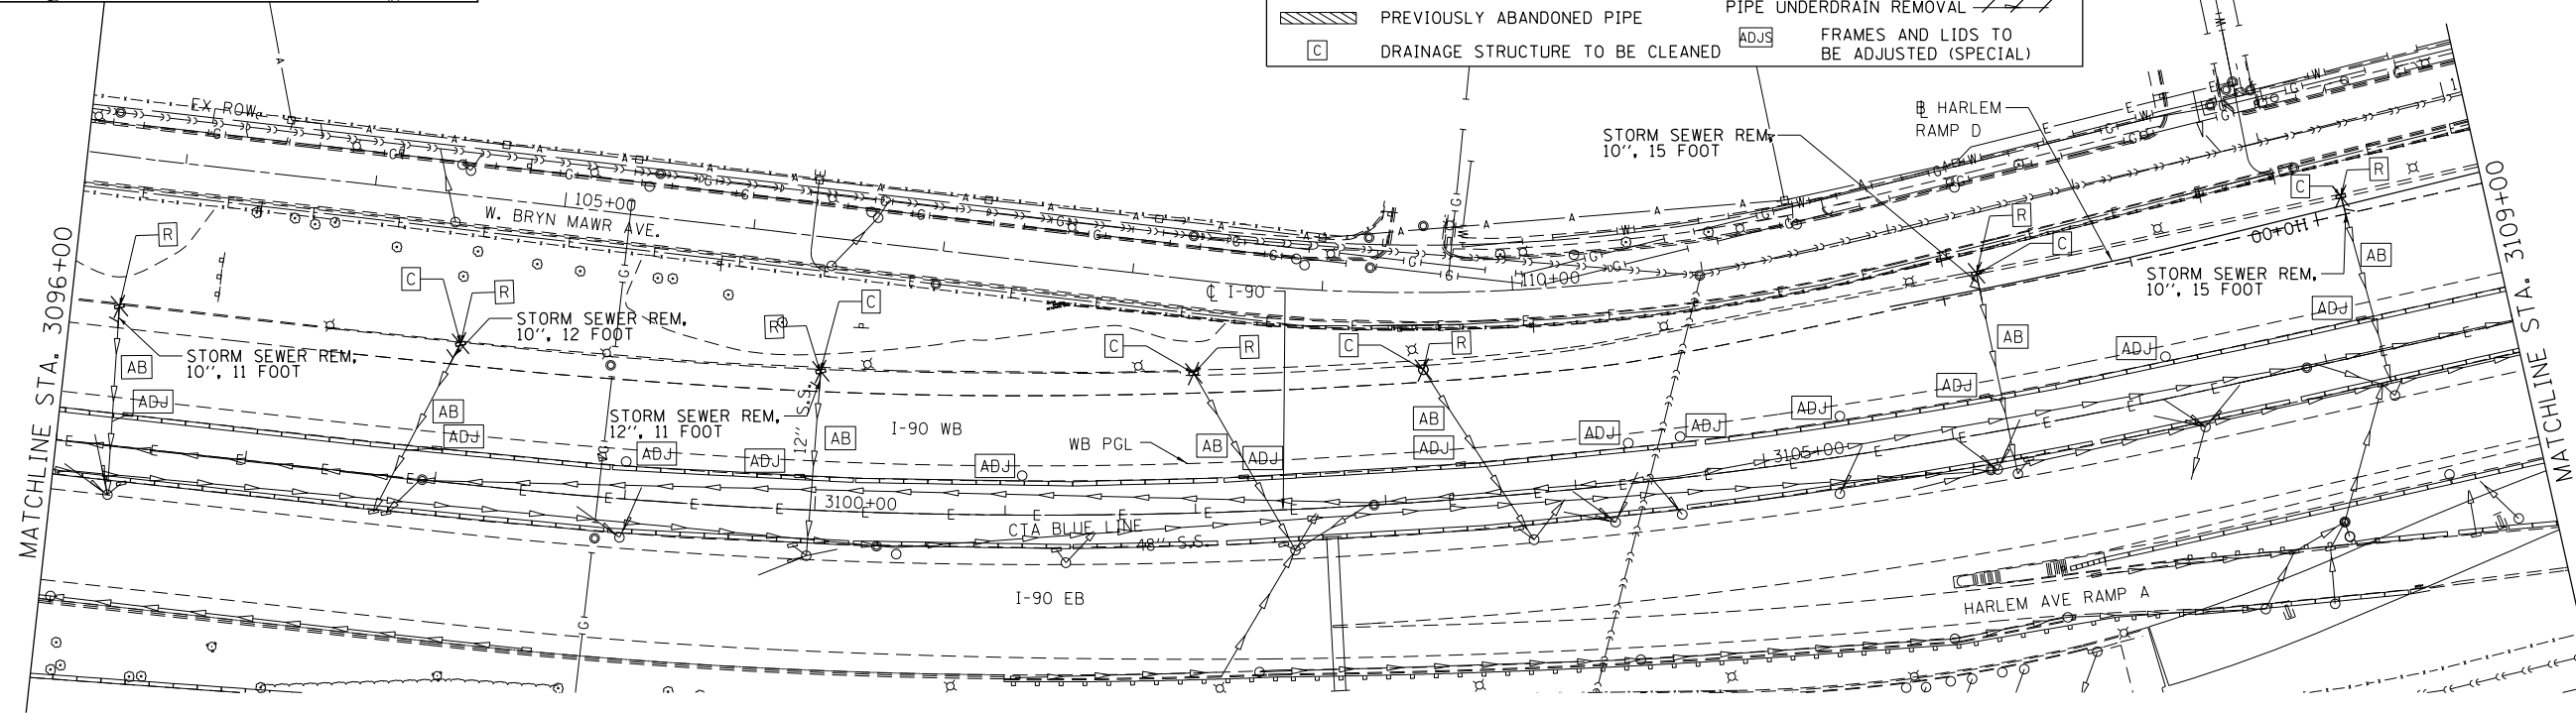 PREVIOUSLY ABANDONED PIPE
PIPE UNDERDRAIN REMOVAL
C DRAINAGE STRUCTURE TO BE CLEANED
ADJS FRAMES AND LIDS TO
BE ADJUSTED (SPECIAL)
EX ROW
W. BRYN MAWR AVE.
1105+00
STORM SEWER REM,
10", 15 FOOT
HARLEM
RAMP D
R
C
R
C
110+00
1110+00
STORM SEWER REM,
10", 15 FOOT
AB
ADJ
MATCHLINE STA. 3096+00
MATCHLINE STA. 3109+00
R
C
R
STORM SEWER REM,
10", 12 FOOT
STORM SEWER REM,
10", 11 FOOT
AB
ADJ
AB
ADJ
R
C
C
R
C
R
I-90
STORM SEWER REM,
12", 11 FOOT
12" S.S.
AB
ADJ
ADJ
I-90 WB
WB PGL
ADJ
AB
ADJ
AB
ADJ
ADJ
ADJ
ADJ
ADJ
ADJ
AB
3100+00
3105+00
CTA BLUE LINE
48" S.S.
I-90 EB
HARLEM AVE RAMP A